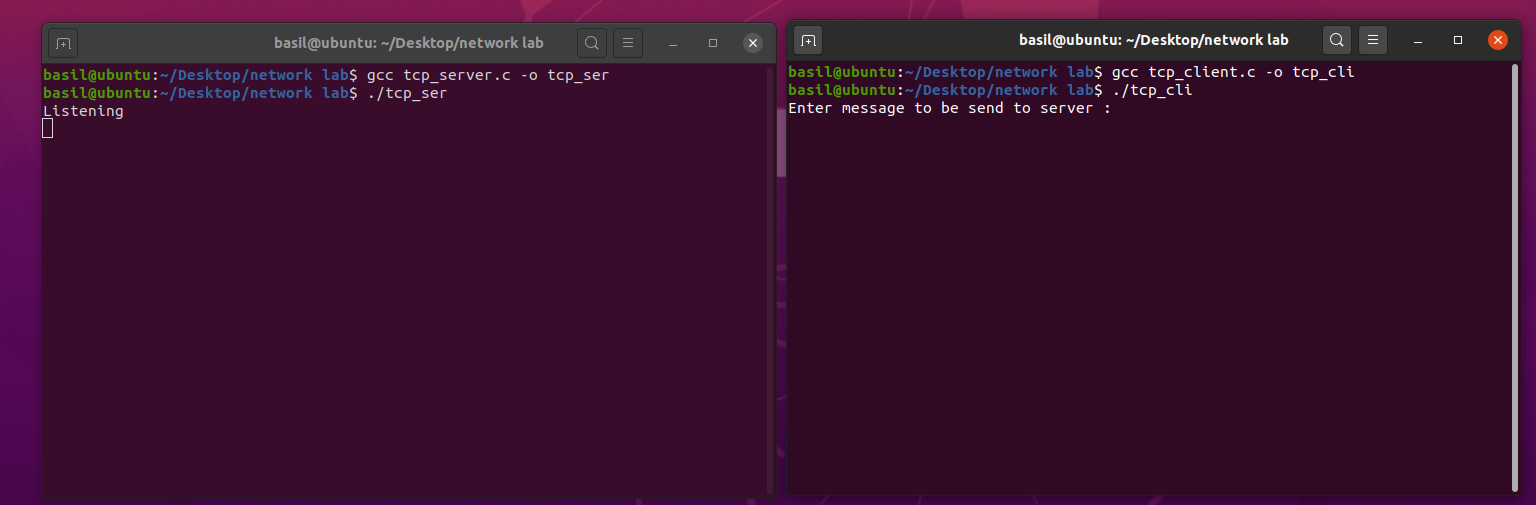 basil@ubuntu: ~/Desktop/network lab
basil@ubuntu:~/Desktop/network lab$ gcc tcp_server.c -o tcp_ser
basil@ubuntu:~/Desktop/network lab$ ./tcp_ser
Listening
basil@ubuntu: ~/Desktop/network lab
basil@ubuntu:~/Desktop/network lab$ gcc tcp_client.c -o tcp_cli
basil@ubuntu:~/Desktop/network lab$ ./tcp_cli
Enter message to be send to server :